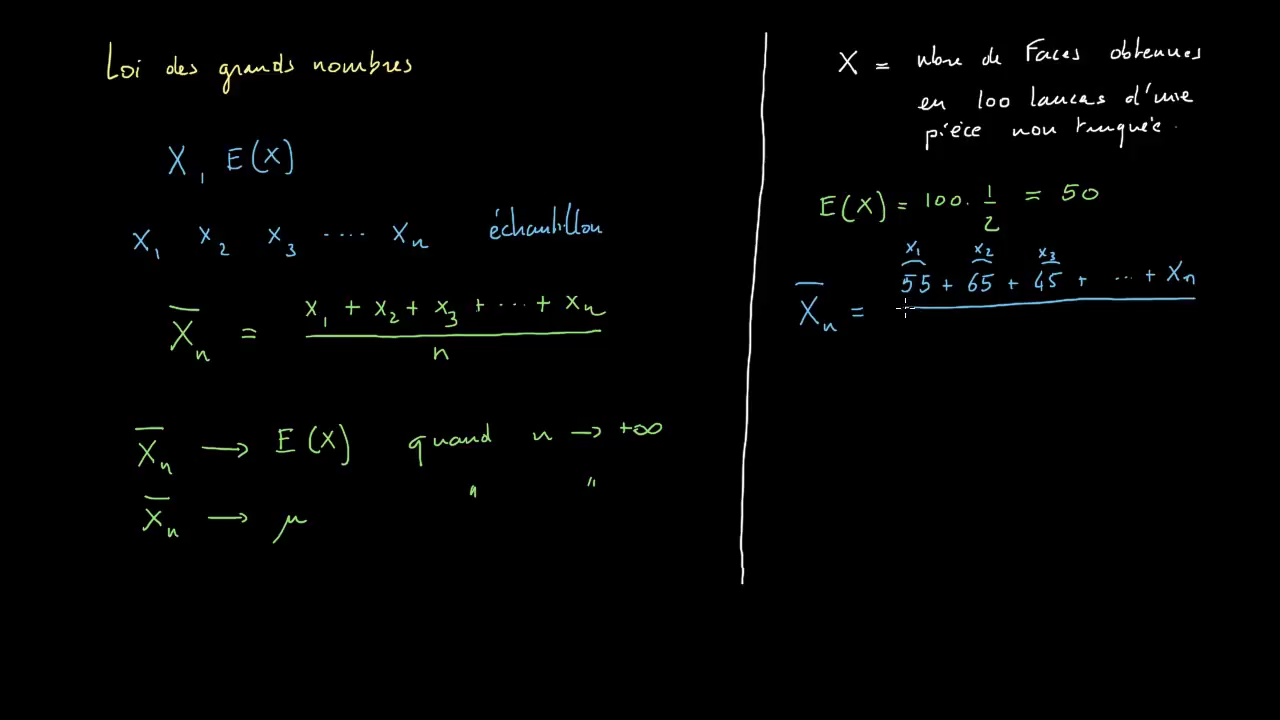 Loi des grands nombres
X, E(X)
X₁ X₂ X₃ .... Xₙ échantillon
X̅ₙ = (X₁ + X₂ + X₃ + ... + Xₙ) / n
X̅ₙ → E(X) quand n → +∞
X̅ₙ → μ " "
X = nbre de Faces obtenues
en 100 lancers d'une
pièce non truquée.
E(X) = 100. 1/2 = 50
X₁ X₂ X₃
X̅ₙ = 55 + 65 + 45 + ... + Xₙ